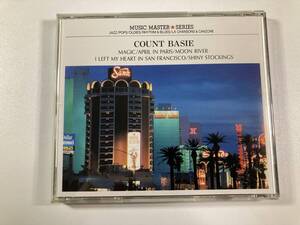 MUSIC MASTER★SERIES
JAZZ/POPS/OLDIES/RHYTHM & BLUES/LA CHANSONS & CANZONE
COUNT BASIE
MAGIC/APRIL IN PARIS/MOON RIVER
I LEFT MY HEART IN SAN FRANCISCO/SHINY STOCKINGS
Sands